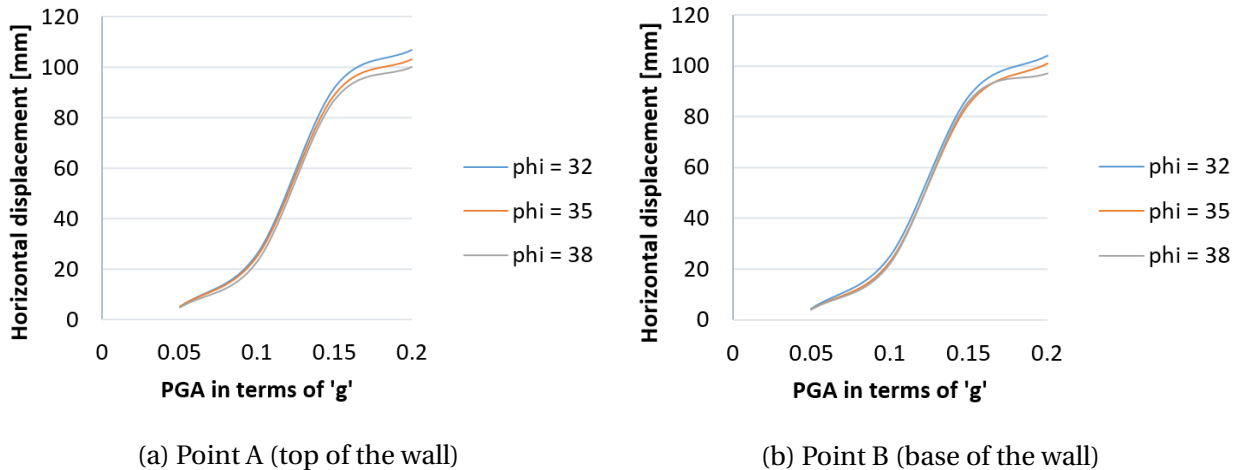 120
100
80
60
40
20
0
Horizontal displacement [mm]
0 0.05 0.1 0.15 0.2
PGA in terms of 'g'
phi = 32
phi = 35
phi = 38
(a) Point A (top of the wall)
120
100
80
60
40
20
0
Horizontal displacement [mm]
0 0.05 0.1 0.15 0.2
PGA in terms of 'g'
phi = 32
phi = 35
phi = 38
(b) Point B (base of the wall)